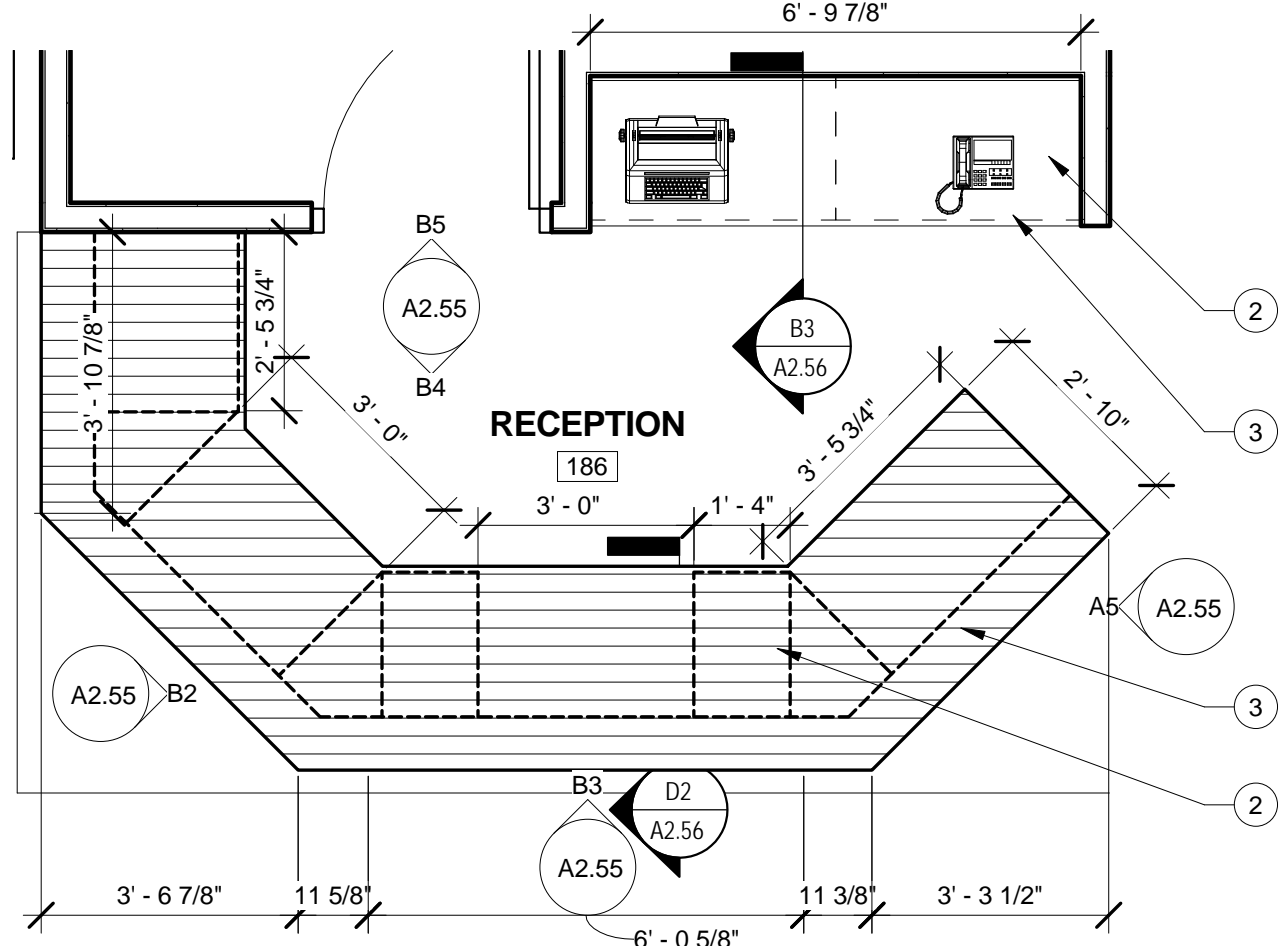 6' - 9 7/8"
B5
A2.55
B4
2' - 5 3/4"
3' - 10 7/8"
B3
A2.56
2
3' - 0"
RECEPTION
186
3' - 5 3/4"
2' - 10"
3
3' - 0"
1' - 4"
A5
A2.55
A2.55
B2
3
B3
D2
A2.56
2
A2.55
3' - 6 7/8"
11 5/8"
11 3/8"
3' - 3 1/2"
6' - 0 5/8"